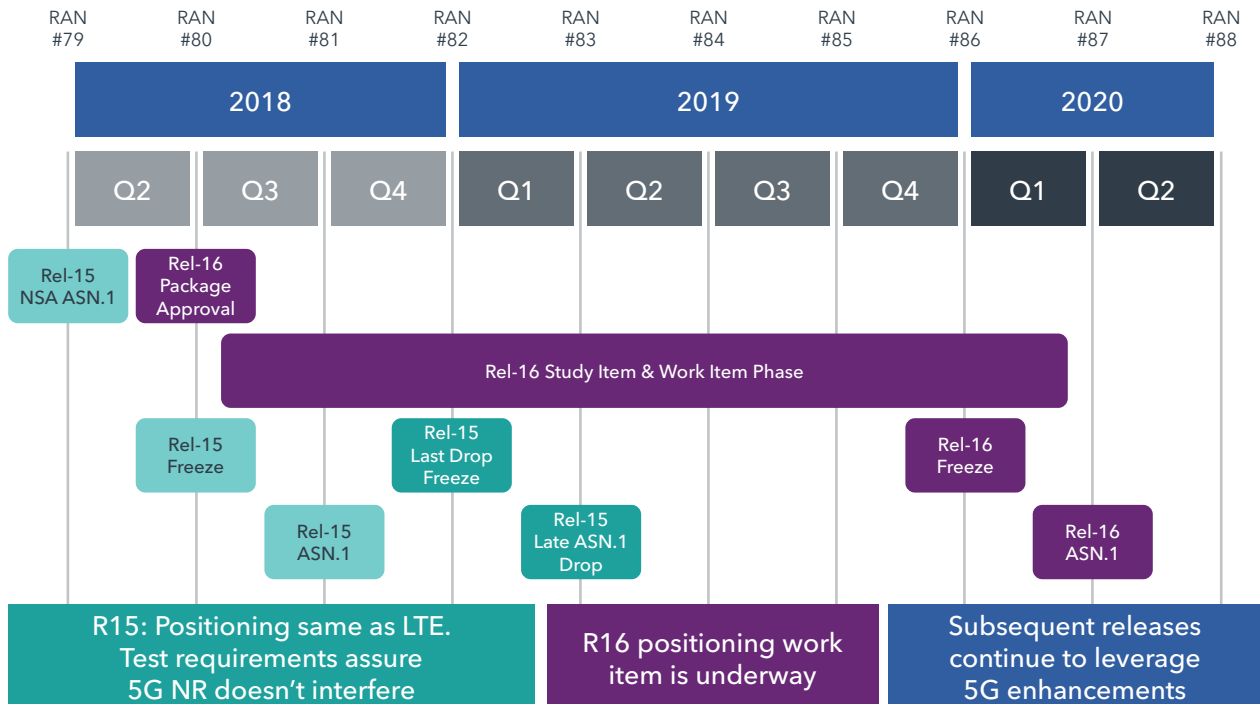 RAN RAN RAN RAN RAN RAN RAN RAN RAN RAN
#79 #80 #81 #82 #83 #84 #85 #86 #87 #88
2018 2019 2020
Q2 Q3 Q4 Q1 Q2 Q3 Q4 Q1 Q2
Rel-15
NSA ASN.1
Rel-16
Package
Approval
Rel-16 Study Item & Work Item Phase
Rel-15
Freeze
Rel-15
Last Drop
Freeze
Rel-16
Freeze
Rel-15
ASN.1
Rel-15
Late ASN.1
Drop
Rel-16
ASN.1
R15: Positioning same as LTE.
Test requirements assure
5G NR doesn't interfere
R16 positioning work
item is underway
Subsequent releases
continue to leverage
5G enhancements